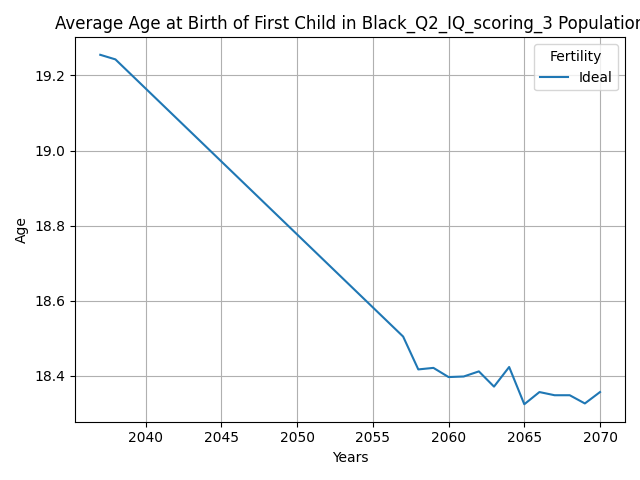 Average Age at Birth of First Child in Black_Q2_IQ_scoring_3 Population
Fertility
Ideal
19.2
19.0
18.8
18.6
18.4
Age
2040 2045 2050 2055 2060 2065 2070
Years